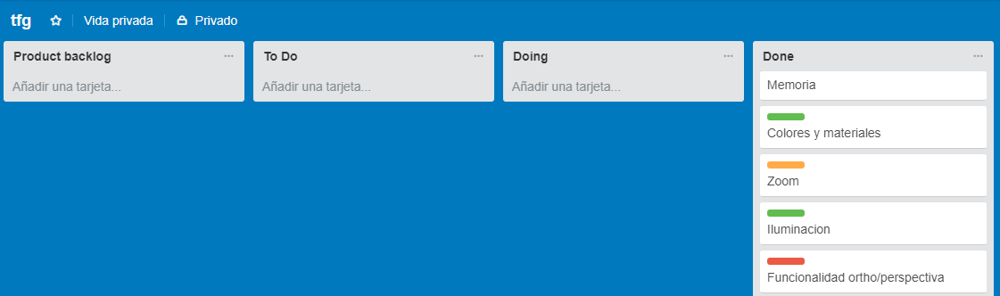 tfg Vida privada Privado
Product backlog
Añadir una tarjeta...
To Do
Añadir una tarjeta...
Doing
Añadir una tarjeta...
Done
Memoria
Colores y materiales
Zoom
Iluminacion
Funcionalidad ortho/perspectiva